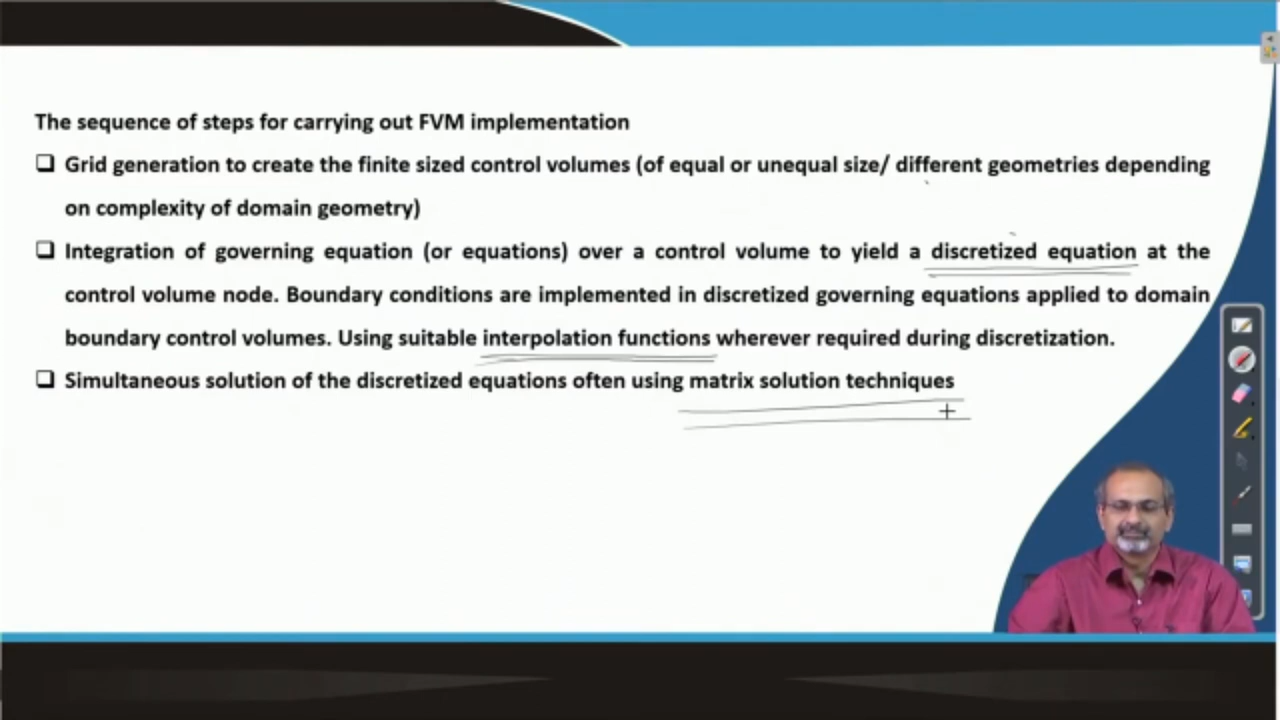 The sequence of steps for carrying out FVM implementation
Grid generation to create the finite sized control volumes (of equal or unequal size/ different geometries depending
on complexity of domain geometry)
Integration of governing equation (or equations) over a control volume to yield a discretized equation at the
control volume node. Boundary conditions are implemented in discretized governing equations applied to domain
boundary control volumes. Using suitable interpolation functions wherever required during discretization.
Simultaneous solution of the discretized equations often using matrix solution techniques